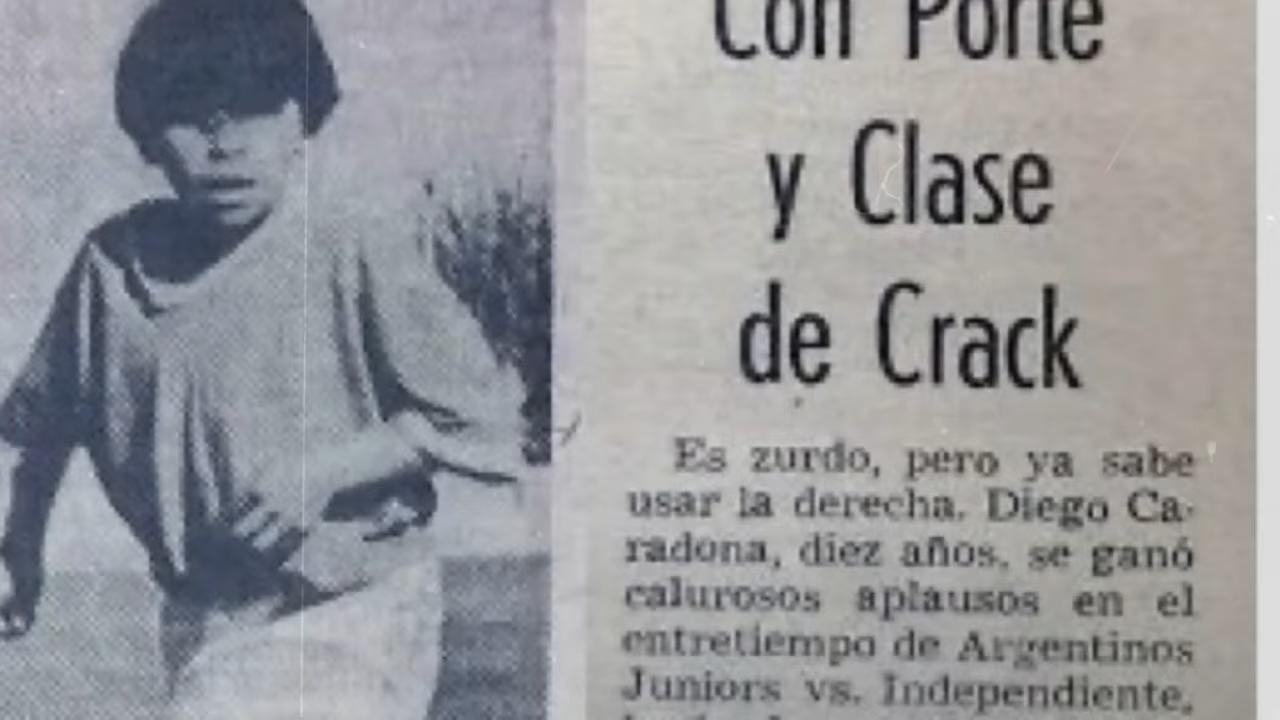 Con Porte
y Clase
de Crack
Es zurdo, pero ya sabe
usar la derecha. Diego Ca-
radona, diez años, se ganó
calurosos aplausos en el
entretiempo de Argentinos
Juniors vs. Independiente,